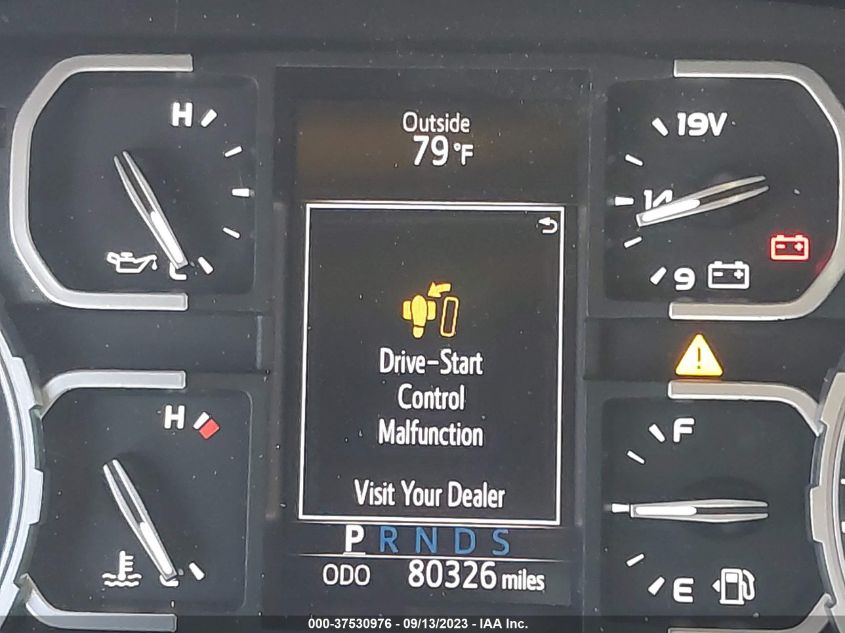 H
Outside
79°F
19V
14
9
Drive-Start
Control
Malfunction
Visit Your Dealer
H
F
P R N D S
ODO 80326 miles
E
000-37530976 - 09/13/2023 - IAA Inc.